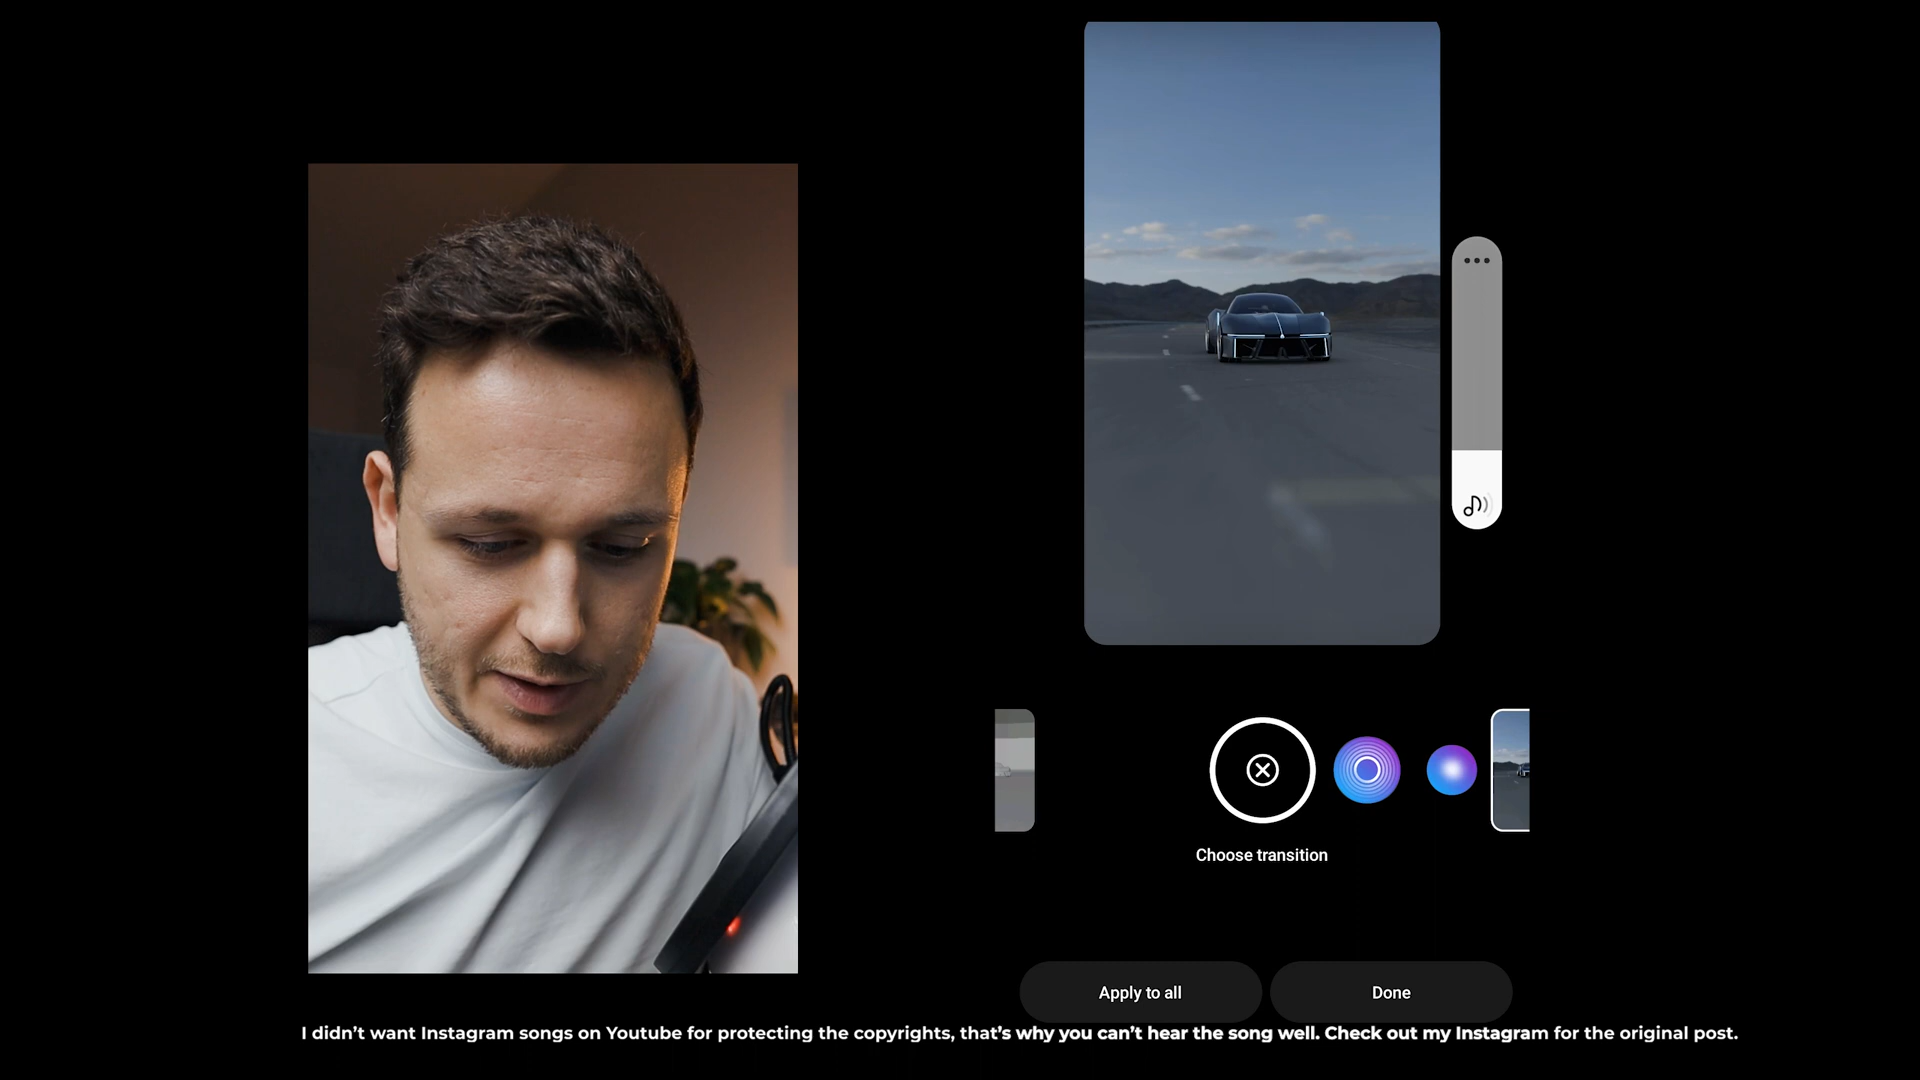 Choose transition
Apply to all
Done
I didn’t want Instagram songs on Youtube for protecting the copyrights, that’s why you can’t hear the song well. Check out my Instagram for the original post.